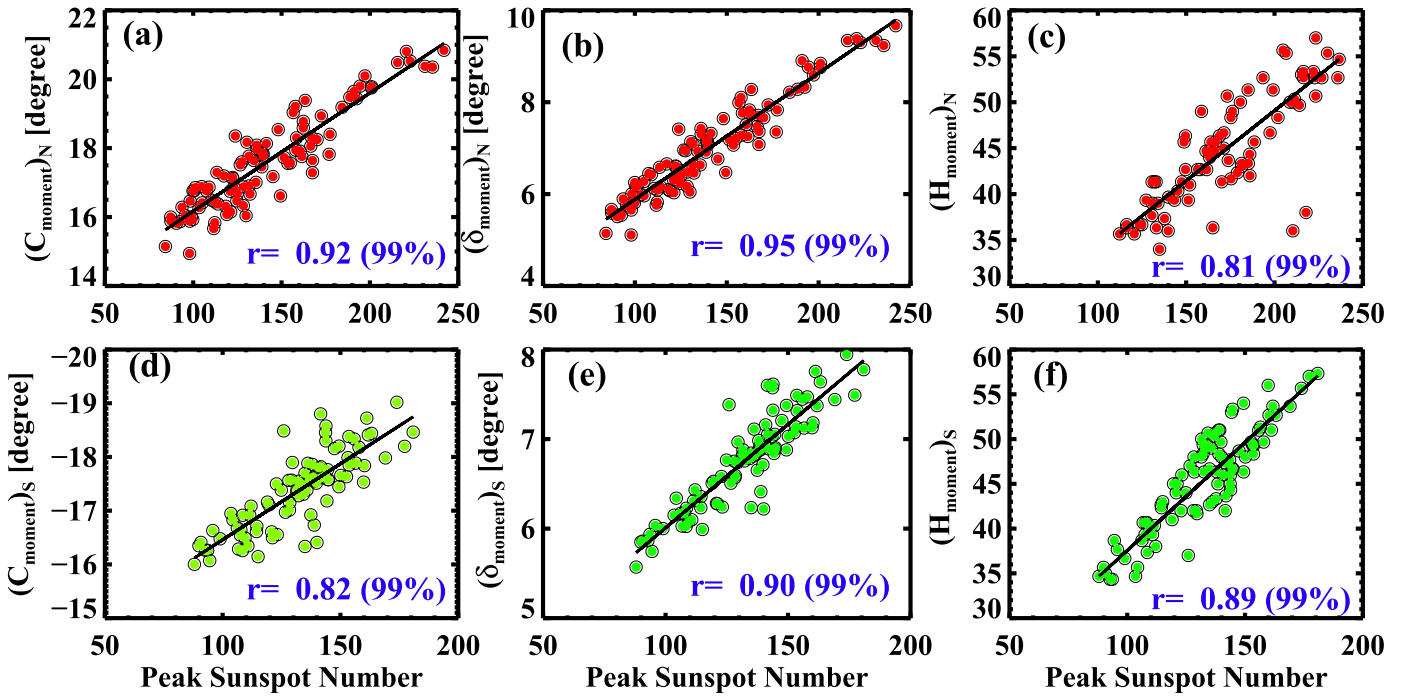 (a)
(C_moment)_N [degree]
22
20
18
16
14
r= 0.92 (99%)
50 100 150 200 250
(b)
(δ_moment)_N [degree]
10
8
6
4
r= 0.95 (99%)
50 100 150 200 250
(c)
(H_moment)_N
60
55
50
45
40
35
30
r= 0.81 (99%)
50 100 150 200 250
(d)
(C_moment)_S [degree]
−20
−19
−18
−17
−16
−15
r= 0.82 (99%)
50 100 150 200
Peak Sunspot Number
(e)
(δ_moment)_S [degree]
8
7
6
5
r= 0.90 (99%)
50 100 150 200
Peak Sunspot Number
(f)
(H_moment)_S
60
55
50
45
40
35
30
r= 0.89 (99%)
50 100 150 200
Peak Sunspot Number